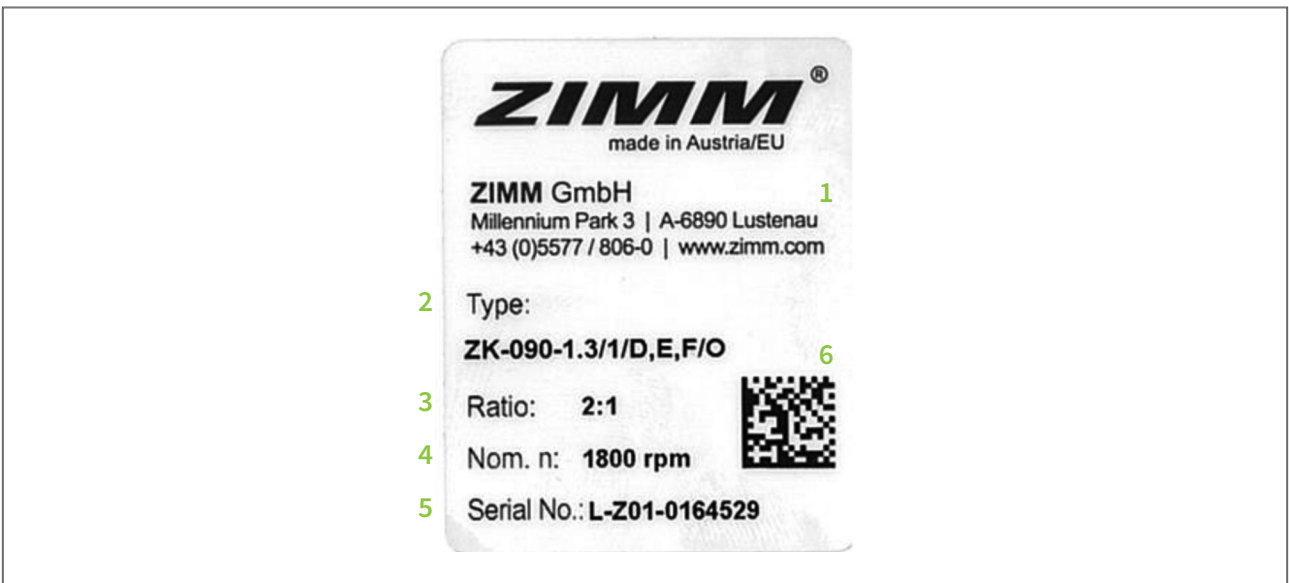 ZIMM®
made in Austria/EU
ZIMM GmbH 1
Millennium Park 3 | A-6890 Lustenau
+43 (0)5577 / 806-0 | www.zimm.com
2 Type:
ZK-090-1.3/1/D,E,F/O
6
3 Ratio: 2:1
4 Nom. n: 1800 rpm
5 Serial No.: L-Z01-0164529